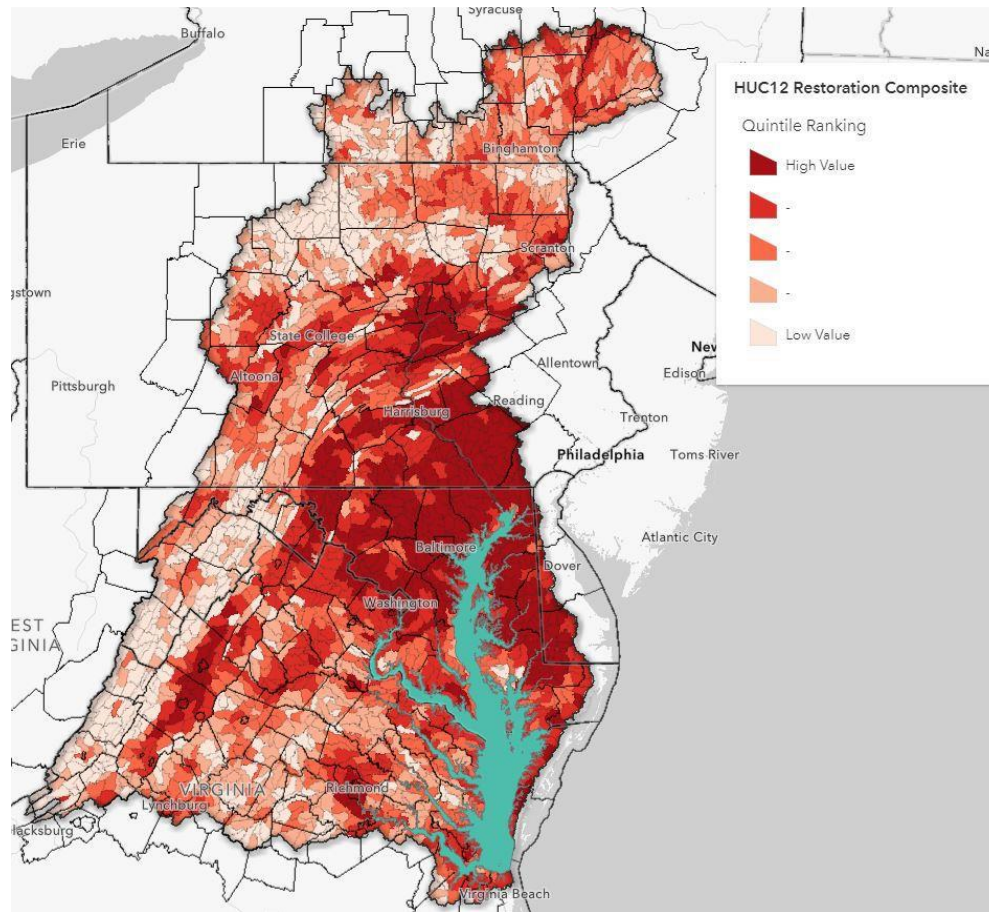 Syracuse
Buffalo
Na
HUC12 Restoration Composite
Quintile Ranking
High Value
-
-
-
Low Value
Erie
Binghamton
Scranton
gstown
State College
Allentown
New
Edison
Pittsburgh
Altoona
Reading
Harrisburg
Trenton
Philadelphia
Toms River
Atlantic City
Baltimore
Dover
Washington
EST
GINIA
VIRGINIA
Richmond
Lynchburg
lacksburg
Virginia Beach